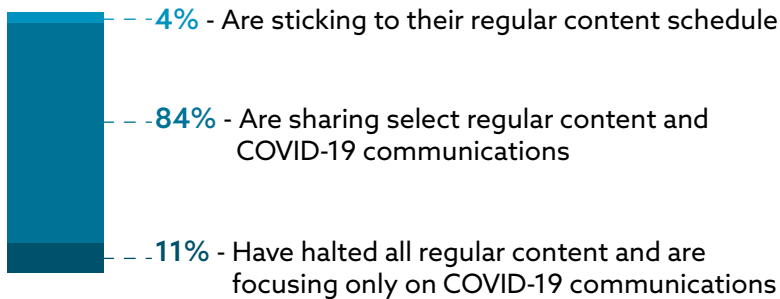 4% - Are sticking to their regular content schedule
84% - Are sharing select regular content and
COVID-19 communications
11% - Have halted all regular content and are
focusing only on COVID-19 communications